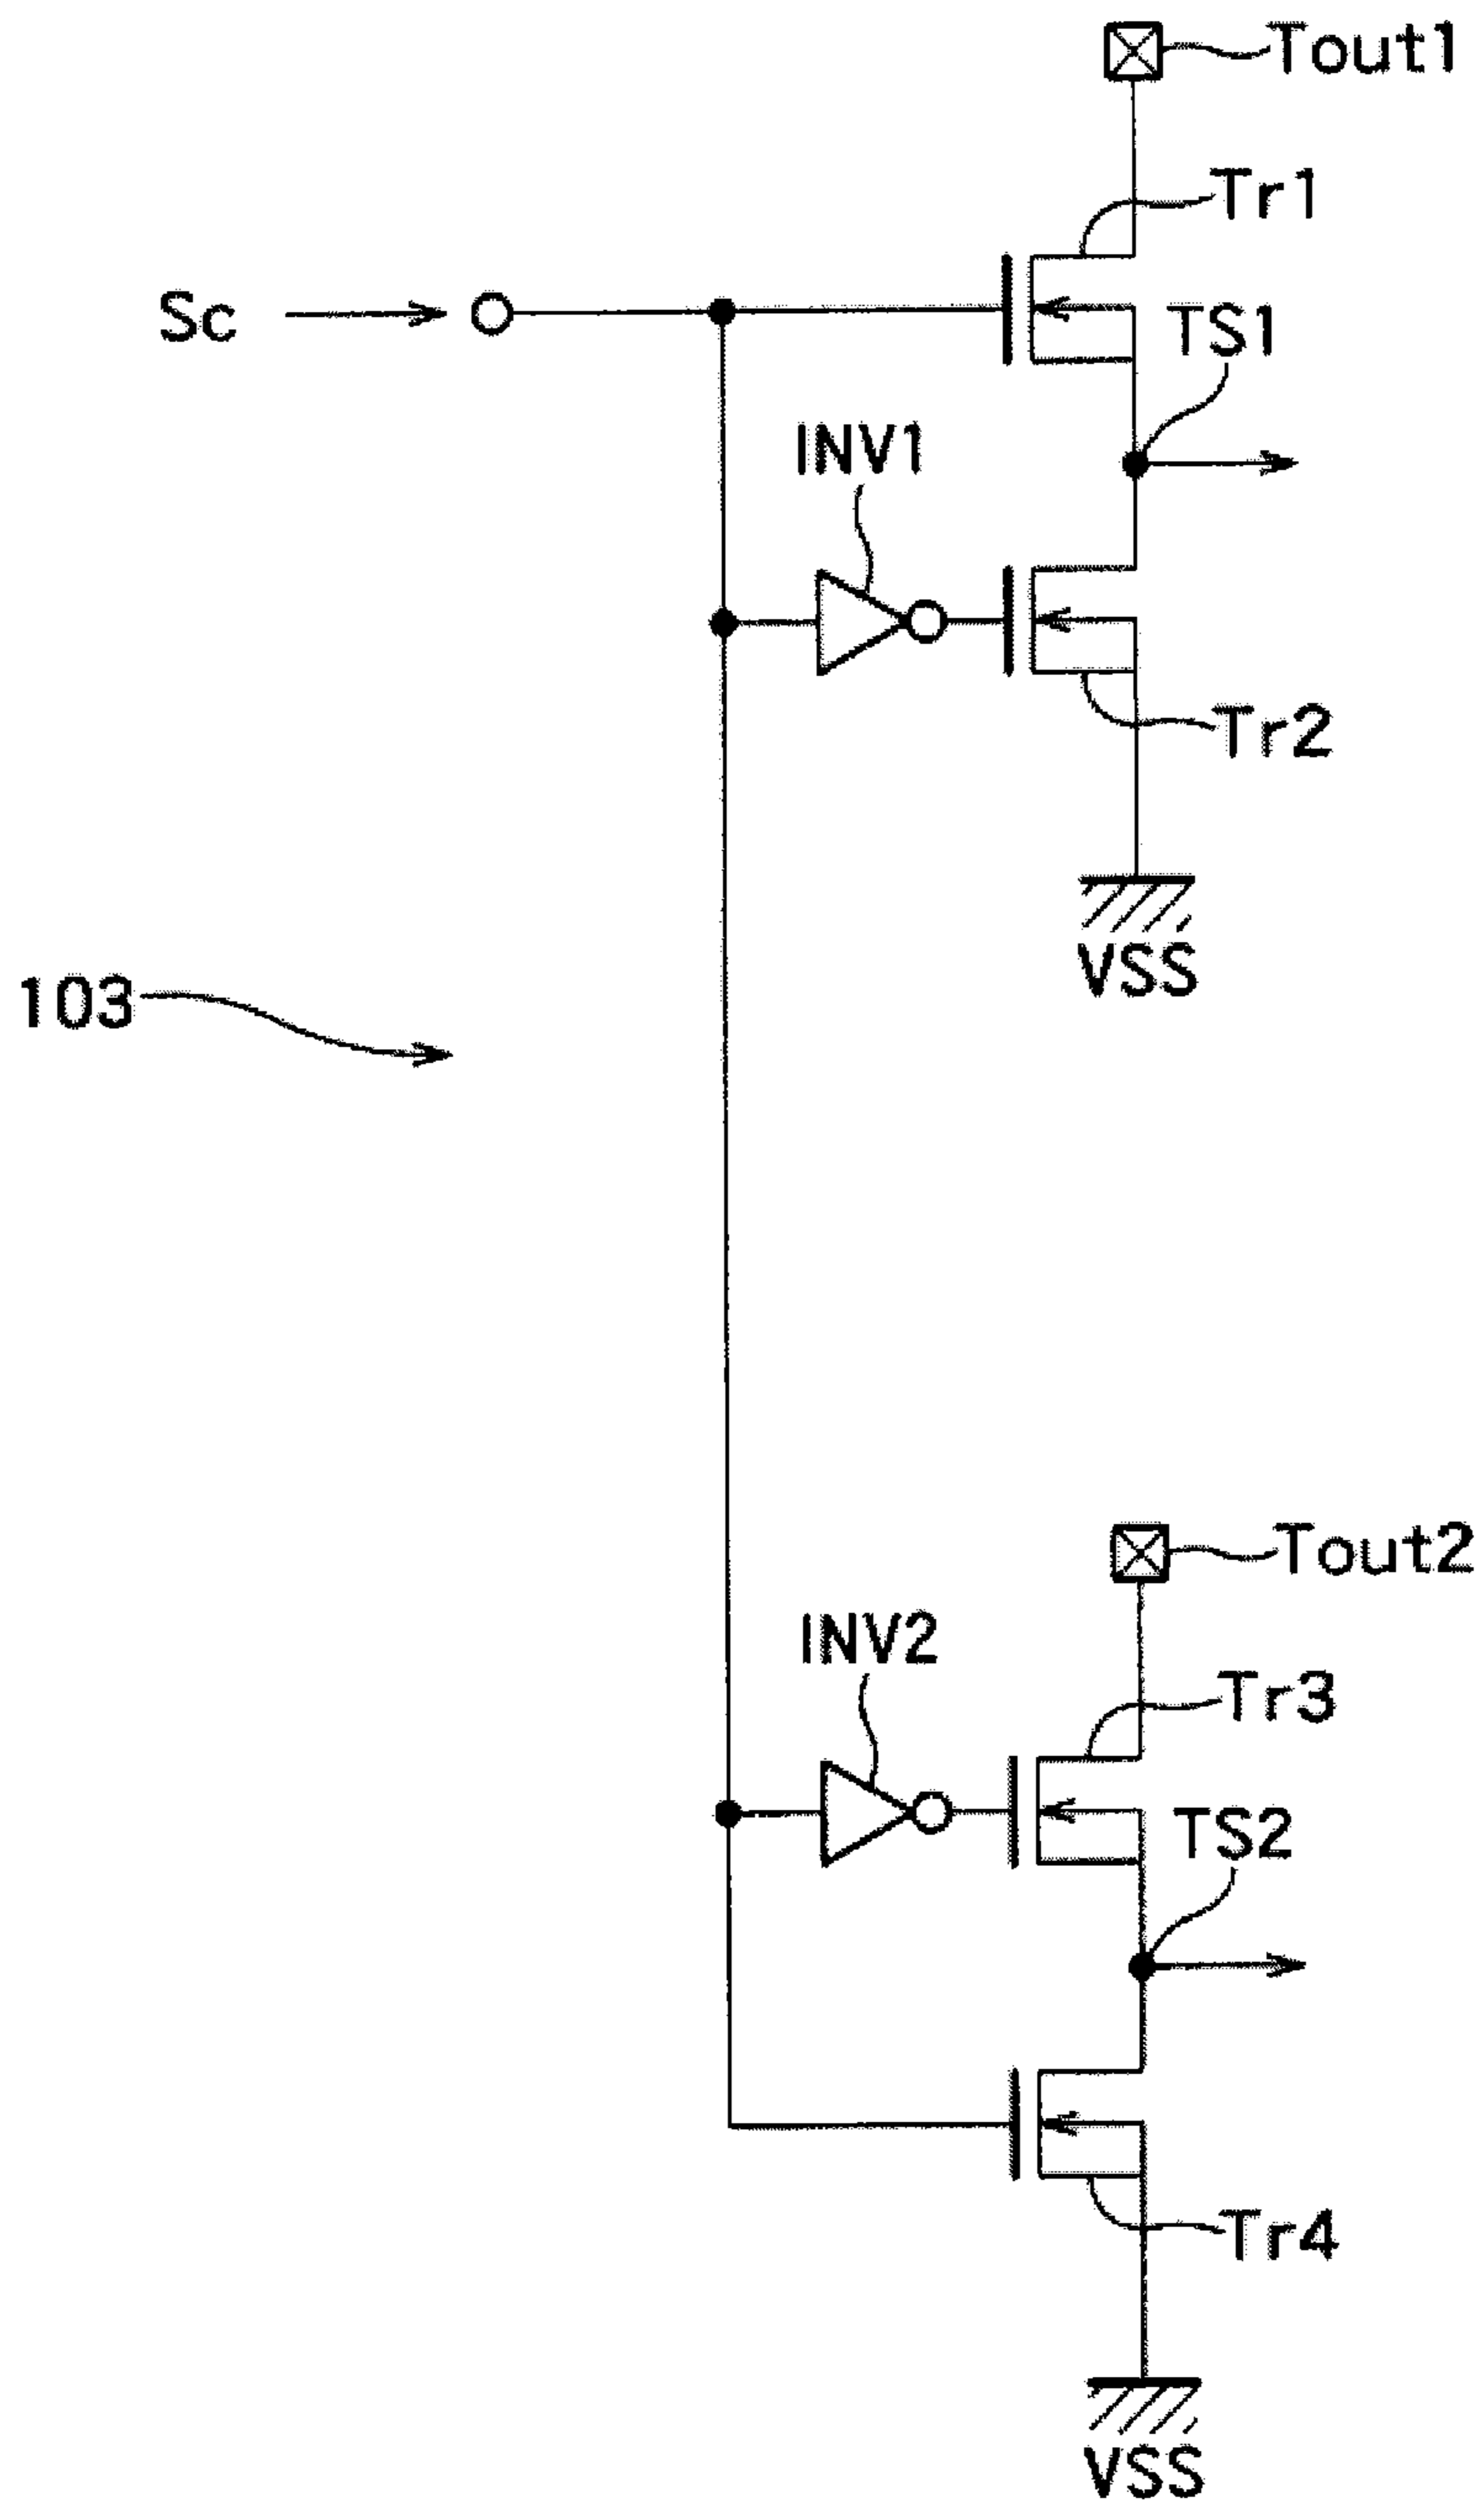 Tout1
Tr1
Sc
TS1
INV1
Tr2
VSS
103
Tout2
INV2
Tr3
TS2
Tr4
VSS